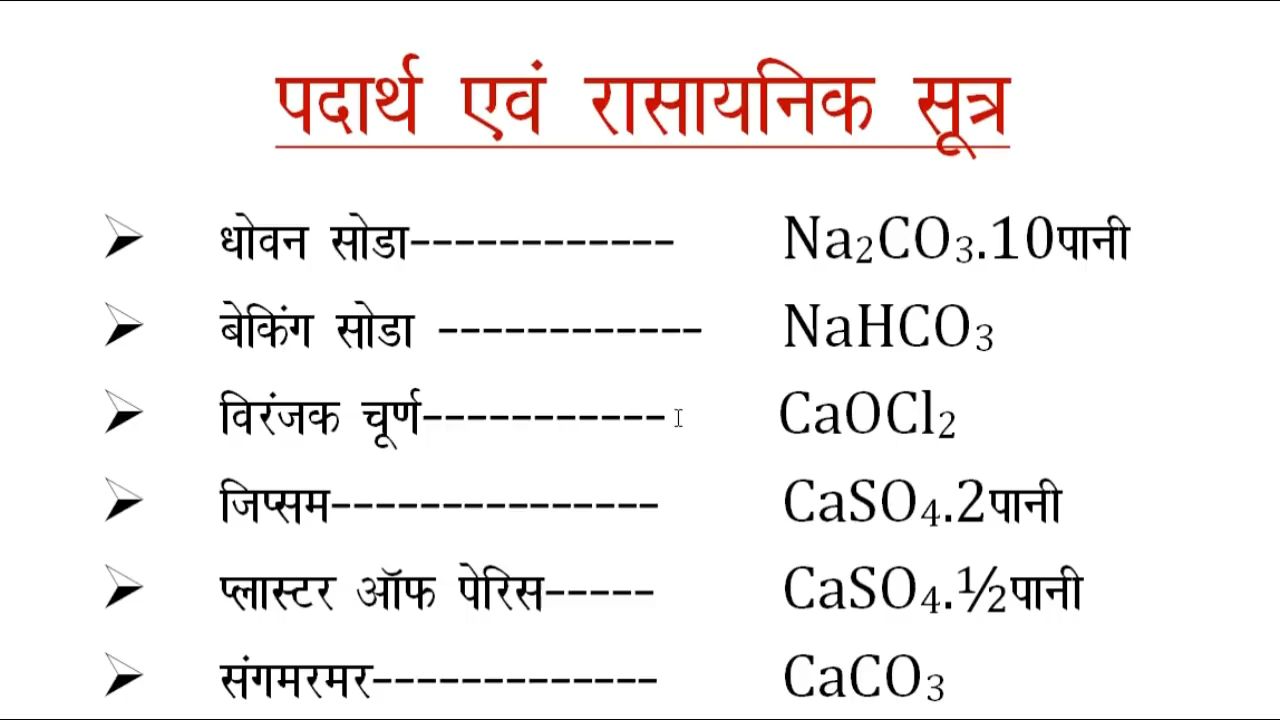 पदार्थ एवं रासायनिक सूत्र
➢ धोवन सोडा------------ Na₂CO₃.10पानी
➢ बेकिंग सोडा ------------ NaHCO₃
➢ विरंजक चूर्ण----------- CaOCl₂
➢ जिप्सम--------------- CaSO₄.2पानी
➢ प्लास्टर ऑफ पेरिस----- CaSO₄.½पानी
➢ संगमरमर------------- CaCO₃